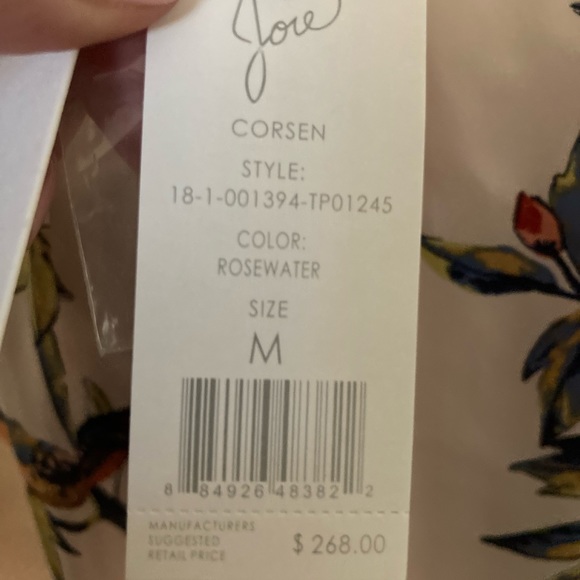 Joie
CORSEN
STYLE:
18-1-001394-TP01245
COLOR:
ROSEWATER
SIZE
M
8 84926 48382 2
MANUFACTURERS
SUGGESTED
RETAIL PRICE
$ 268.00